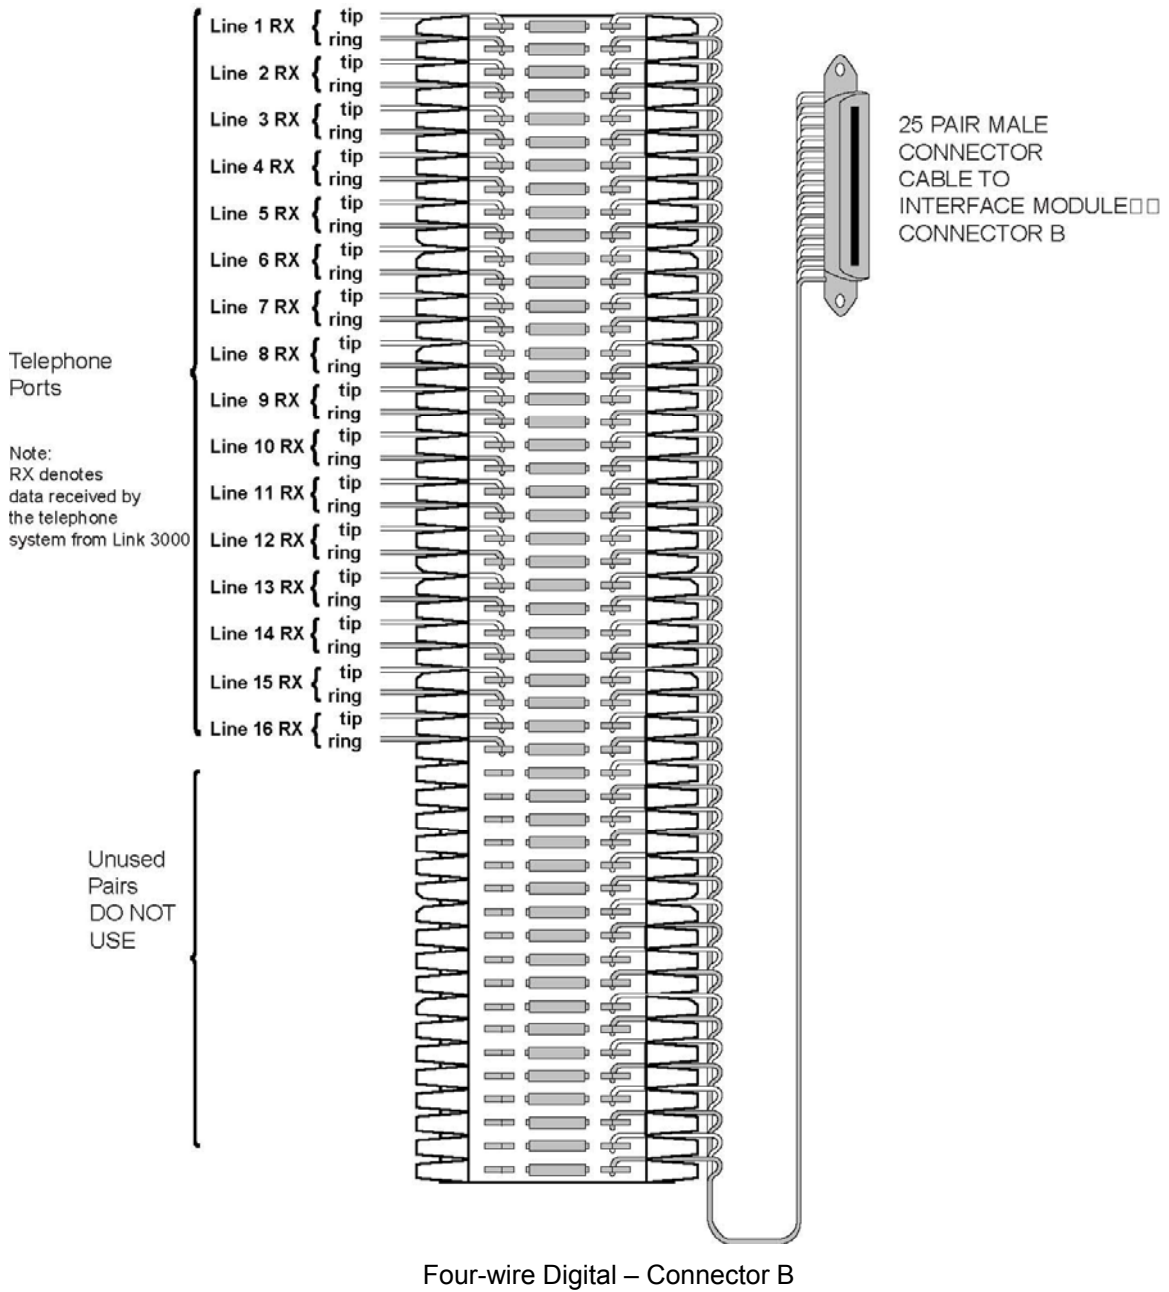 Line 1 RX { tip
ring
Line 2 RX { tip
ring
Line 3 RX { tip
ring
Line 4 RX { tip
ring
Line 5 RX { tip
ring
Line 6 RX { tip
ring
Line 7 RX { tip
ring
Line 8 RX { tip
ring
Line 9 RX { tip
ring
Line 10 RX { tip
ring
Line 11 RX { tip
ring
Line 12 RX { tip
ring
Line 13 RX { tip
ring
Line 14 RX { tip
ring
Line 15 RX { tip
ring
Line 16 RX { tip
ring
Telephone
Ports
Note:
RX denotes
data received by
the telephone
system from Link 3000
Unused
Pairs
DO NOT
USE
25 PAIR MALE
CONNECTOR
CABLE TO
INTERFACE MODULE□□
CONNECTOR B
Four-wire Digital – Connector B